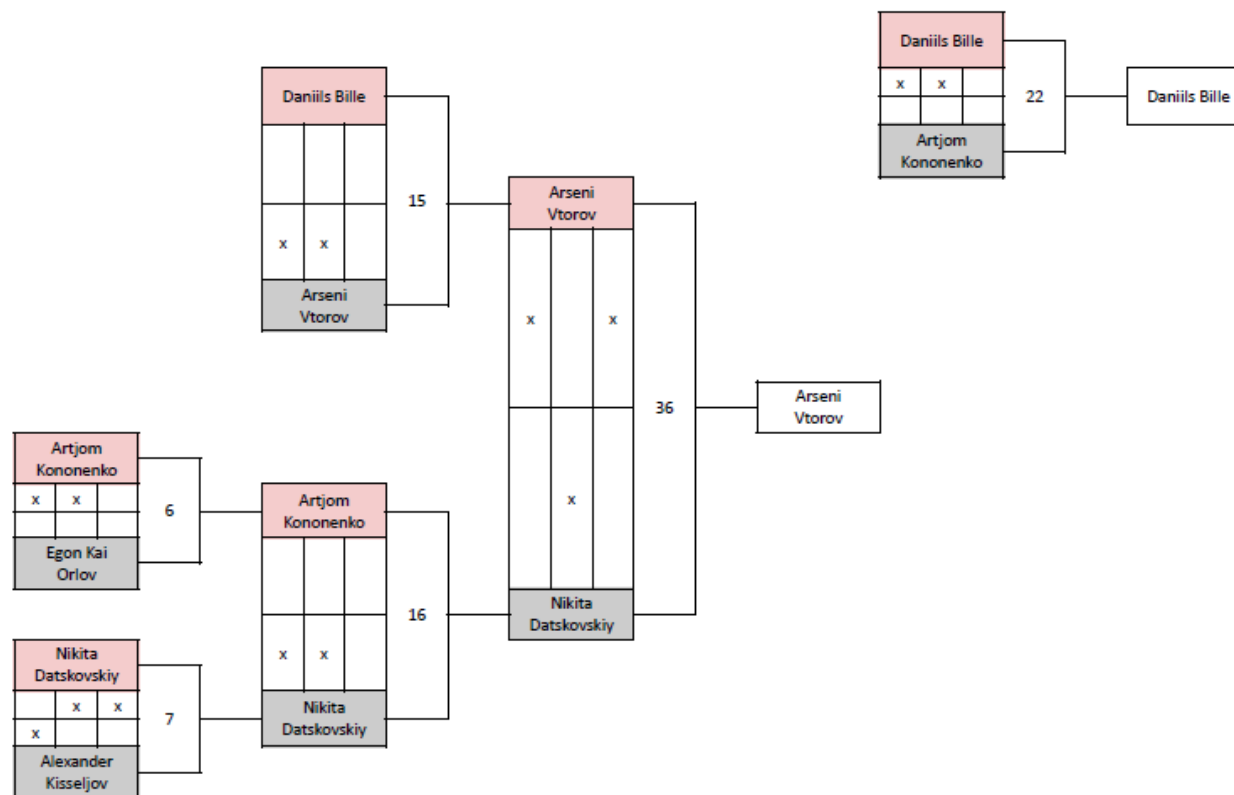 Daniils Bille
x x
22
Artjom
Kononenko
Daniils Bille
Daniils Bille
15
x x
Arseni
Vtorov
Arseni
Vtorov
x x
36
x
Nikita
Datskovskiy
Arseni
Vtorov
Artjom
Kononenko
x x
6
Egon Kai
Orlov
Artjom
Kononenko
16
x x
Nikita
Datskovskiy
Nikita
Datskovskiy
x x
7
x
Alexander
Kisseljov